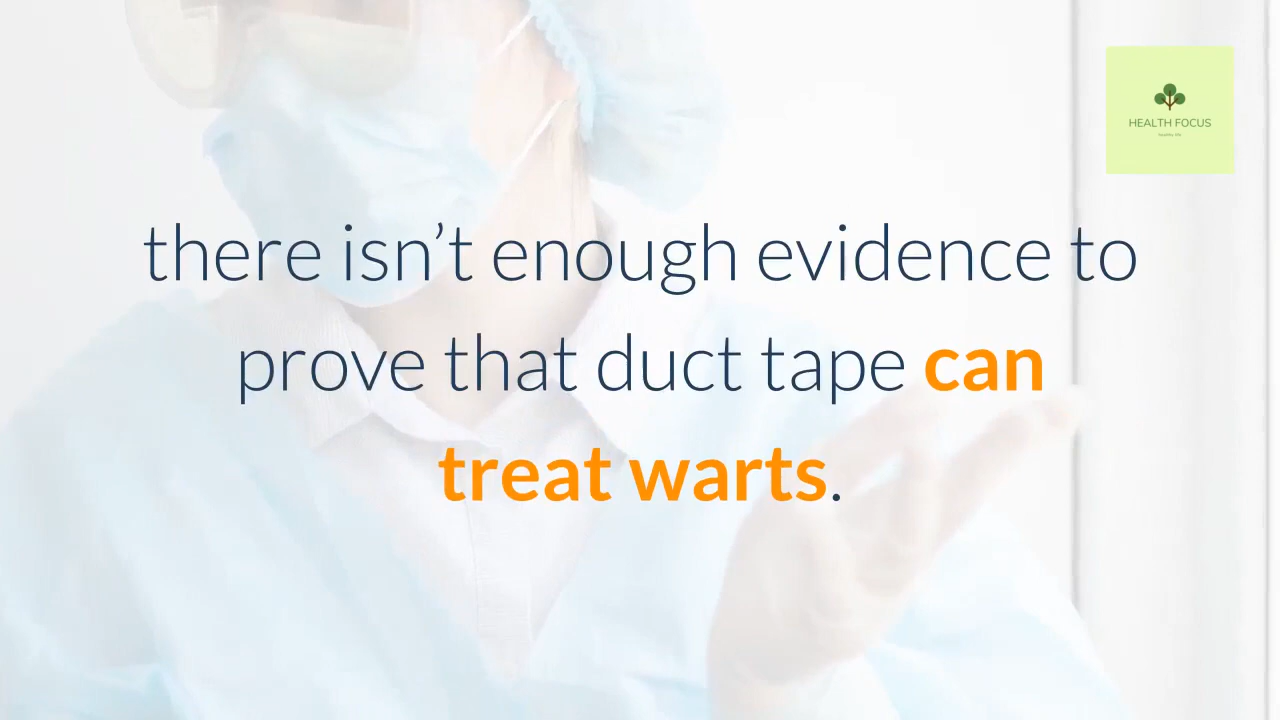 HEALTH FOCUS
there isn’t enough evidence to
prove that duct tape can
treat warts.